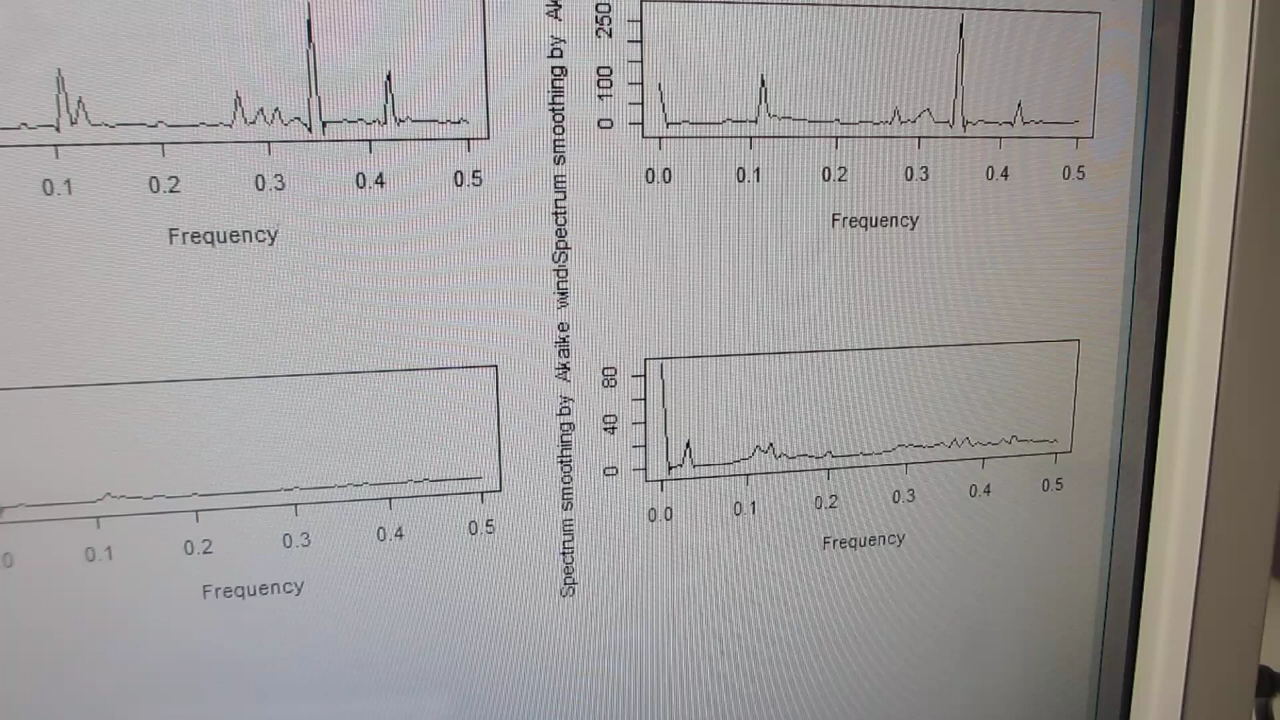 0.1 0.2 0.3 0.4 0.5
Frequency
0 0.1 0.2 0.3 0.4 0.5
Frequency
Spectrum smoothing by
Spectrum smoothing by Akaike
0 100 250
0.0 0.1 0.2 0.3 0.4 0.5
Frequency
0 40 80
0.0 0.1 0.2 0.3 0.4 0.5
Frequency